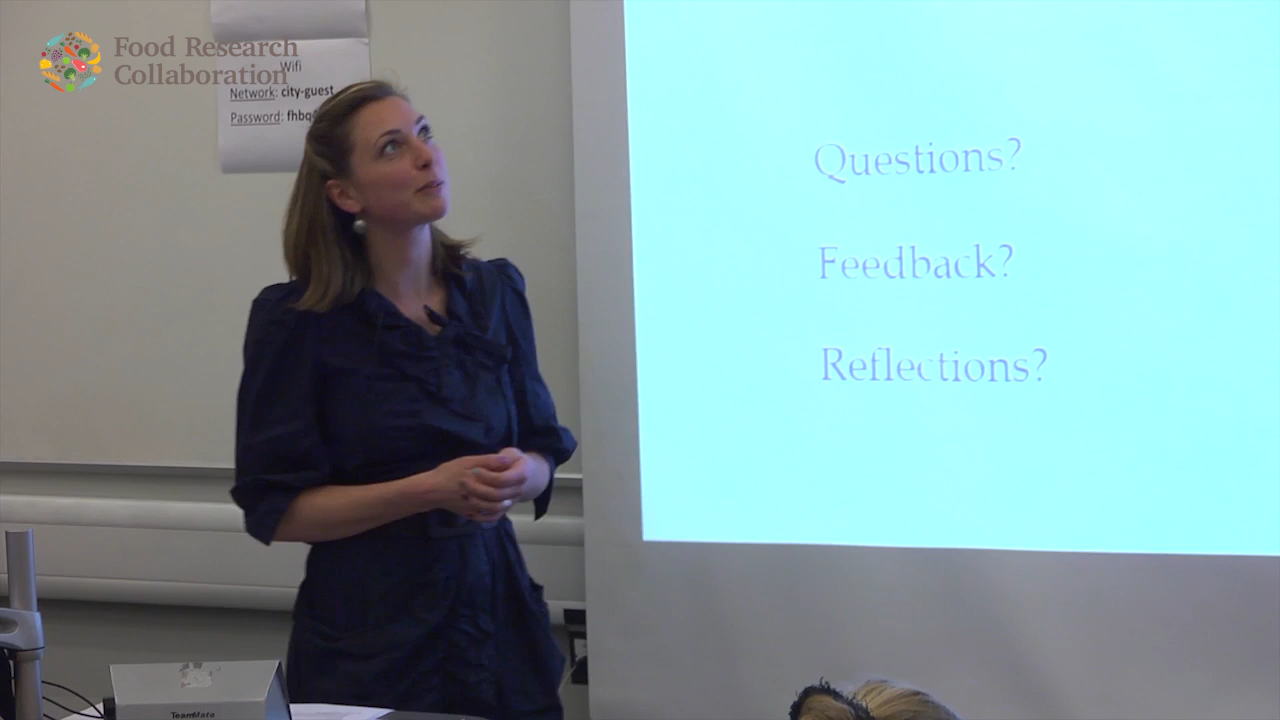 Food Research
Collaboration
Wifi
Network: city-guest
Password:
Questions?
Feedback?
Reflections?
TeamMate